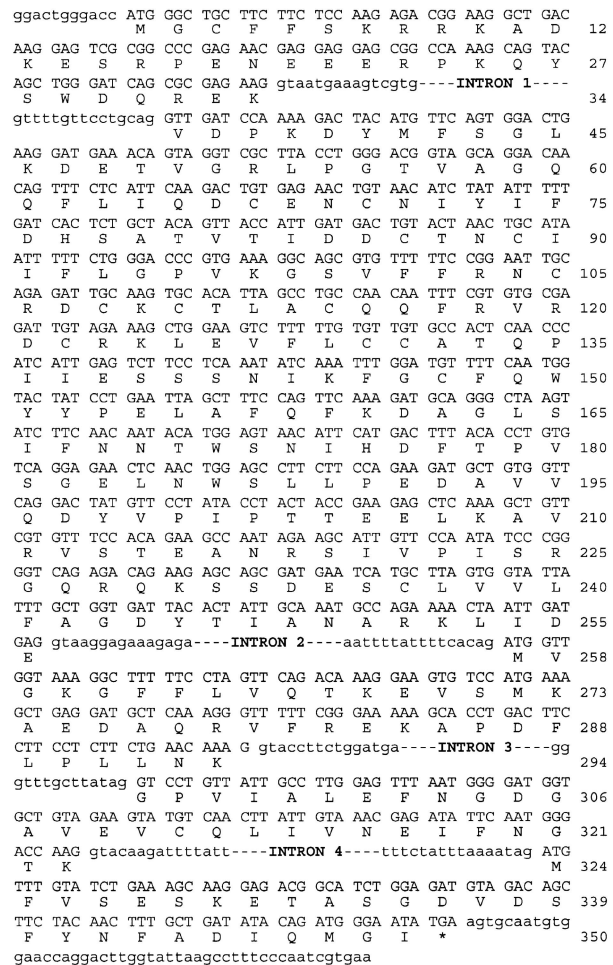 ggactgggacc ATG GGC TGC TTC TTC TCC AAG AGA CGG AAG GCT GAC
M G C F F S K R R K A D 12
AAG GAG TCG CGG CCC GAG AAC GAG GAG GAG CGG CCA AAG CAG TAC
K E S R P E N E E E R P K Q Y 27
AGC TGG GAT CAG CGC GAG AAG gtaatgaaagtcgtg----INTRON 1----
S W D Q R E K 34
gttttgttcctgcag GTT GAT CCA AAA GAC TAC ATG TTC AGT GGA CTG
V D P K D Y M F S G L 45
AAG GAT GAA ACA GTA GGT CGC TTA CCT GGG ACG GTA GCA GGA CAA
K D E T V G R L P G T V A G Q 60
CAG TTT CTC ATT CAA GAC TGT GAG AAC TGT AAC ATC TAT ATT TTT
Q F L I Q D C E N C N I Y I F 75
GAT CAC TCT GCT ACA GTT ACC ATT GAT GAC TGT ACT AAC TGC ATA
D H S A T V T I D D C T N C I 90
ATT TTT CTG GGA CCC GTG AAA GGC AGC GTG TTT TTC CGG AAT TGC
I F L G P V K G S V F F R N C 105
AGA GAT TGC AAG TGC ACA TTA GCC TGC CAA CAA TTT CGT GTG CGA
R D C K C T L A C Q Q F R V R 120
GAT TGT AGA AAG CTG GAA GTC TTT TTG TGT TGT GCC ACT CAA CCC
D C R K L E V F L C C A T Q P 135
ATC ATT GAG TCT TCC TCA AAT ATC AAA TTT GGA TGT TTT CAA TGG
I I E S S S N I K F G C F Q W 150
TAC TAT CCT GAA TTA GCT TTC CAG TTC AAA GAT GCA GGG CTA AGT
Y Y P E L A F Q F K D A G L S 165
ATC TTC AAC AAT ACA TGG AGT AAC ATT CAT GAC TTT ACA CCT GTG
I F N N T W S N I H D F T P V 180
TCA GGA GAA CTC AAC TGG AGC CTT CTT CCA GAA GAT GCT GTG GTT
S G E L N W S L L P E D A V V 195
CAG GAC TAT GTT CCT ATA CCT ACT ACC GAA GAG CTC AAA GCT GTT
Q D Y V P I P T T E E L K A V 210
CGT GTT TCC ACA GAA GCC AAT AGA AGC ATT GTT CCA ATA TCC CGG
R V S T E A N R S I V P I S R 225
GGT CAG AGA CAG AAG AGC AGC GAT GAA TCA TGC TTA GTG GTA TTA
G Q R Q K S S D E S C L V V L 240
TTT GCT GGT GAT TAC ACT ATT GCA AAT GCC AGA AAA CTA ATT GAT
F A G D Y T I A N A R K L I D 255
GAG gtaaggagaaagaga----INTRON 2----aattttattttcacag ATG GTT
E M V 258
GGT AAA GGC TTT TTC CTA GTT CAG ACA AAG GAA GTG TCC ATG AAA
G K G F F L V Q T K E V S M K 273
GCT GAG GAT GCT CAA AGG GTT TTT CGG GAA AAA GCA CCT GAC TTC
A E D A Q R V F R E K A P D F 288
CTT CCT CTT CTG AAC AAA G gtaccttctggatga----INTRON 3----gg
L P L L N K 294
gtttgcttatag GT CCT GTT ATT GCC TTG GAG TTT AAT GGG GAT GGT
G P V I A L E F N G D G 306
GCT GTA GAA GTA TGT CAA CTT ATT GTA AAC GAG ATA TTC AAT GGG
A V E V C Q L I V N E I F N G 321
ACC AAG gtacaagattttatt----INTRON 4----tttctatttaaaatag ATG
T K M 324
TTT GTA TCT GAA AGC AAG GAG ACG GCA TCT GGA GAT GTA GAC AGC
F V S E S K E T A S G D V D S 339
TTC TAC AAC TTT GCT GAT ATA CAG ATG GGA ATA TGA agtgcaatgtg
F Y N F A D I Q M G I * 350
gaaccaggacttggtattaagcctttcccaatcgtgaa